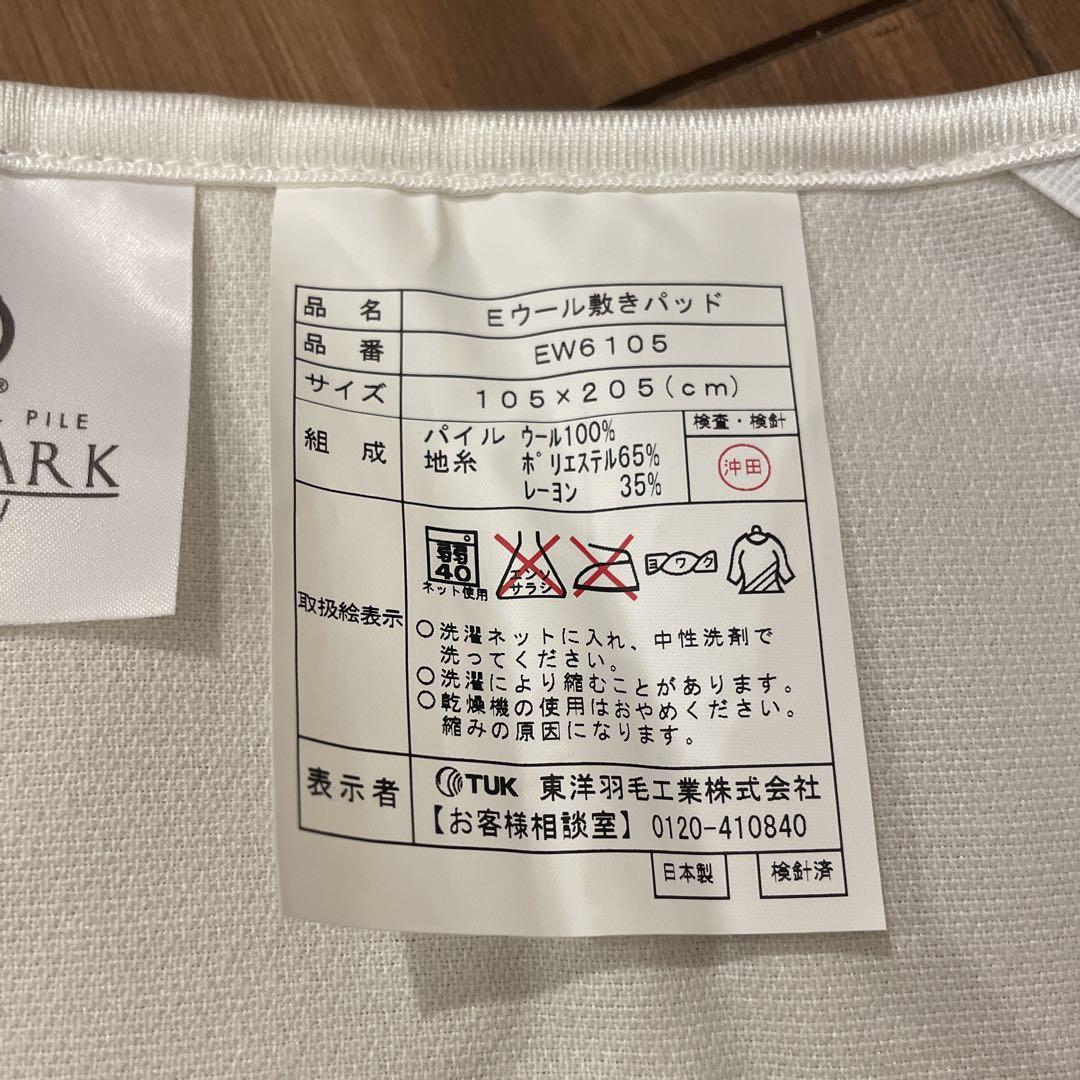 ®
PILE
ARK
品 名 Eウール敷きパッド
品 番 EW6105
サイズ 105×205(cm)
組 成 パイル ウール100%
地糸 ポリエステル65%
レーヨン 35%
検査・検針
沖田
取扱絵表示
弱
40
ネット使用
エンソ
サラシ
ヨワク
○洗濯ネットに入れ、中性洗剤で
洗ってください。
○洗濯により縮むことがあります。
○乾燥機の使用はおやめください。
縮みの原因になります。
表示者 TUK 東洋羽毛工業株式会社
【お客様相談室】 0120-410840
日本製
検針済